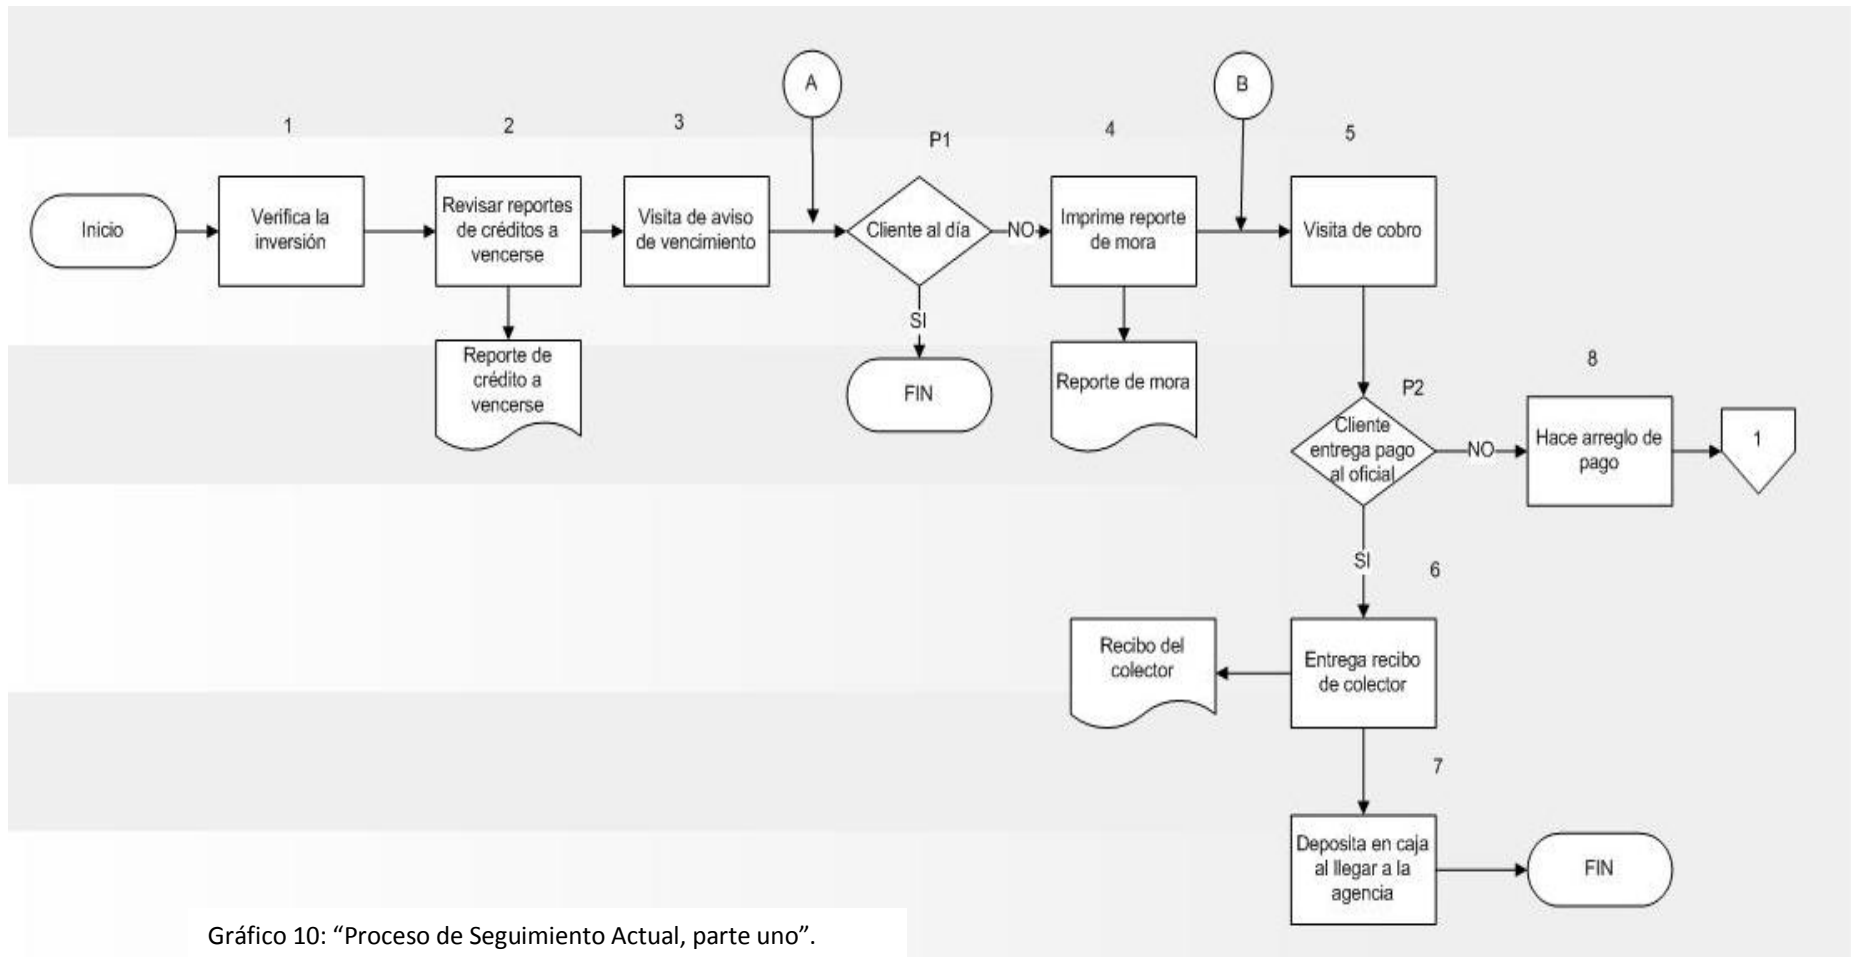 A
B
1
2
3
P1
4
5
Inicio
Verifica la
inversión
Revisar reportes
de créditos a
vencerse
Visita de aviso
de vencimiento
Cliente al día
NO
Imprime reporte
de mora
Visita de cobro
SI
Reporte de
crédito a
vencerse
FIN
Reporte de mora
P2
8
Cliente
entrega pago
al oficial
NO
Hace arreglo de
pago
1
SI
6
Recibo del
colector
Entrega recibo
de colector
7
Deposita en caja
al llegar a la
agencia
FIN
Gráfico 10: “Proceso de Seguimiento Actual, parte uno”.